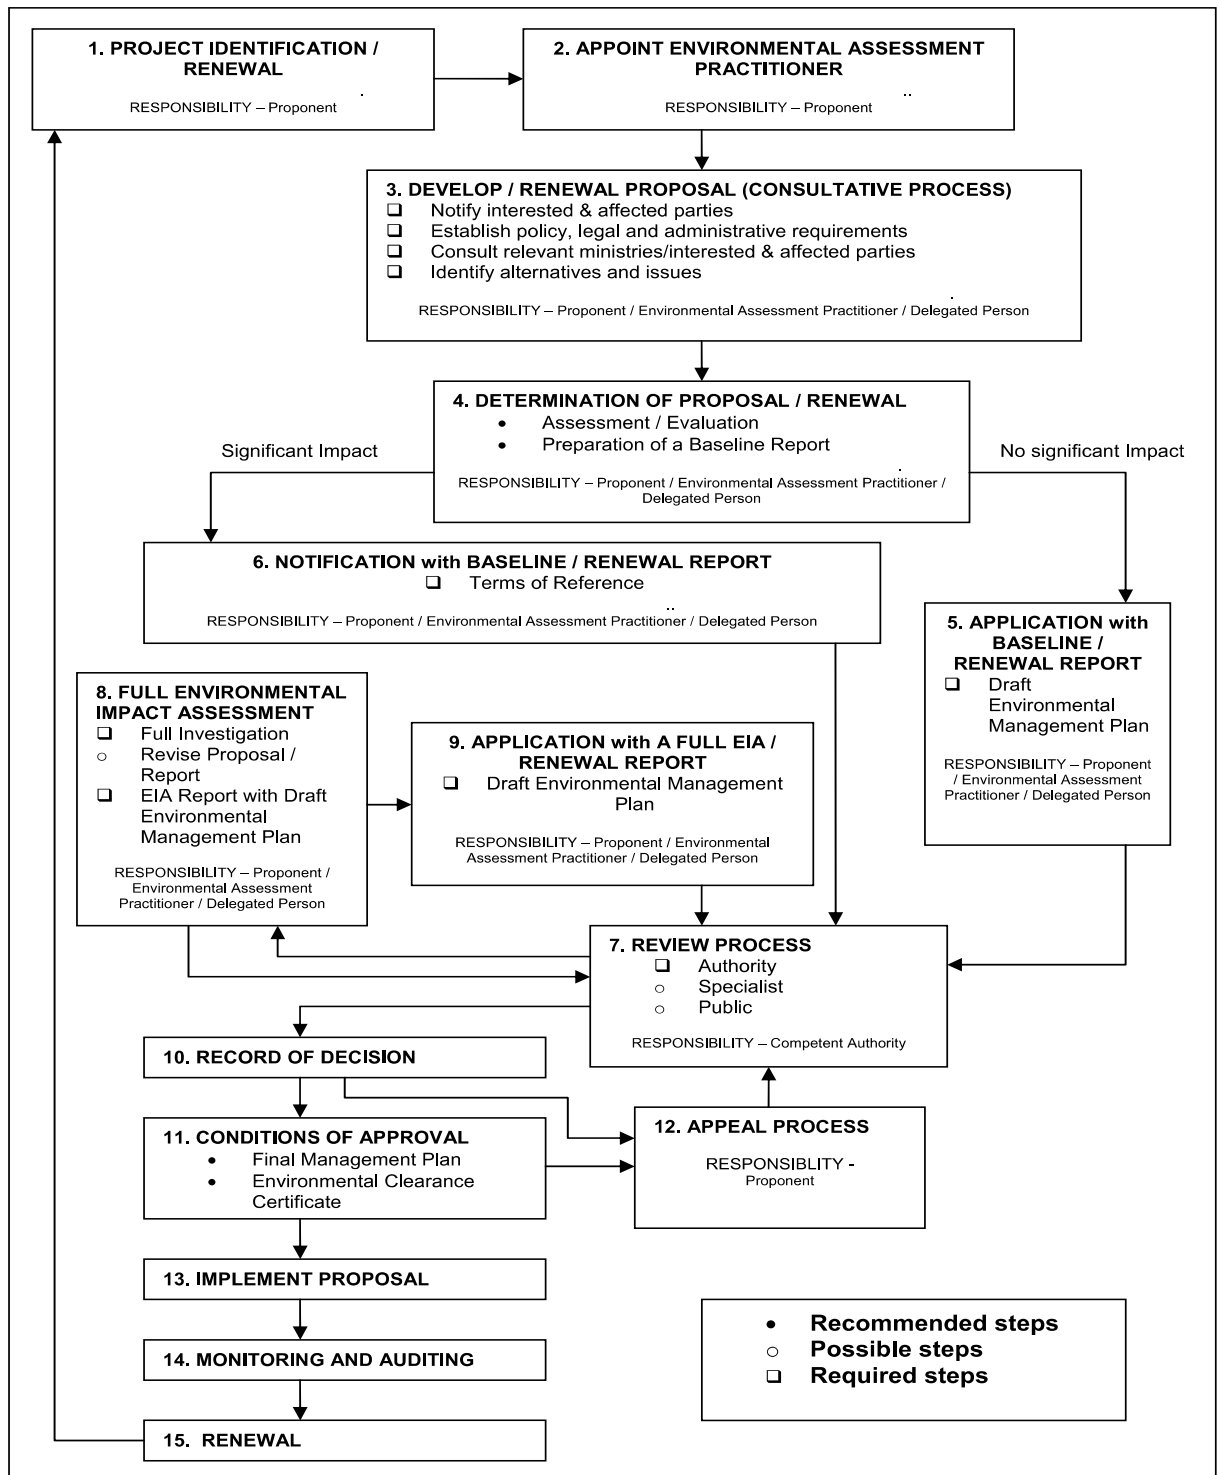 1. PROJECT IDENTIFICATION /
RENEWAL
RESPONSIBILITY – Proponent
2. APPOINT ENVIRONMENTAL ASSESSMENT
PRACTITIONER
RESPONSIBILITY – Proponent
3. DEVELOP / RENEWAL PROPOSAL (CONSULTATIVE PROCESS)
❑ Notify interested & affected parties
❑ Establish policy, legal and administrative requirements
❑ Consult relevant ministries/interested & affected parties
❑ Identify alternatives and issues
RESPONSIBILITY – Proponent / Environmental Assessment Practitioner / Delegated Person
4. DETERMINATION OF PROPOSAL / RENEWAL
• Assessment / Evaluation
• Preparation of a Baseline Report
RESPONSIBILITY – Proponent / Environmental Assessment Practitioner /
Delegated Person
Significant Impact
No significant Impact
6. NOTIFICATION with BASELINE / RENEWAL REPORT
❑ Terms of Reference
RESPONSIBILITY – Proponent / Environmental Assessment Practitioner / Delegated Person
5. APPLICATION with
BASELINE /
RENEWAL REPORT
❑ Draft
Environmental
Management Plan
RESPONSIBILITY – Proponent
/ Environmental Assessment
Practitioner / Delegated Person
8. FULL ENVIRONMENTAL
IMPACT ASSESSMENT
❑ Full Investigation
○ Revise Proposal /
Report
❑ EIA Report with Draft
Environmental
Management Plan
RESPONSIBILITY – Proponent /
Environmental Assessment
Practitioner / Delegated Person
9. APPLICATION with A FULL EIA /
RENEWAL REPORT
❑ Draft Environmental Management
Plan
RESPONSIBILITY – Proponent / Environmental
Assessment Practitioner / Delegated Person
7. REVIEW PROCESS
❑ Authority
○ Specialist
○ Public
RESPONSIBILITY – Competent Authority
10. RECORD OF DECISION
11. CONDITIONS OF APPROVAL
• Final Management Plan
• Environmental Clearance
Certificate
12. APPEAL PROCESS
RESPONSIBLITY -
Proponent
13. IMPLEMENT PROPOSAL
14. MONITORING AND AUDITING
15. RENEWAL
• Recommended steps
○ Possible steps
❑ Required steps